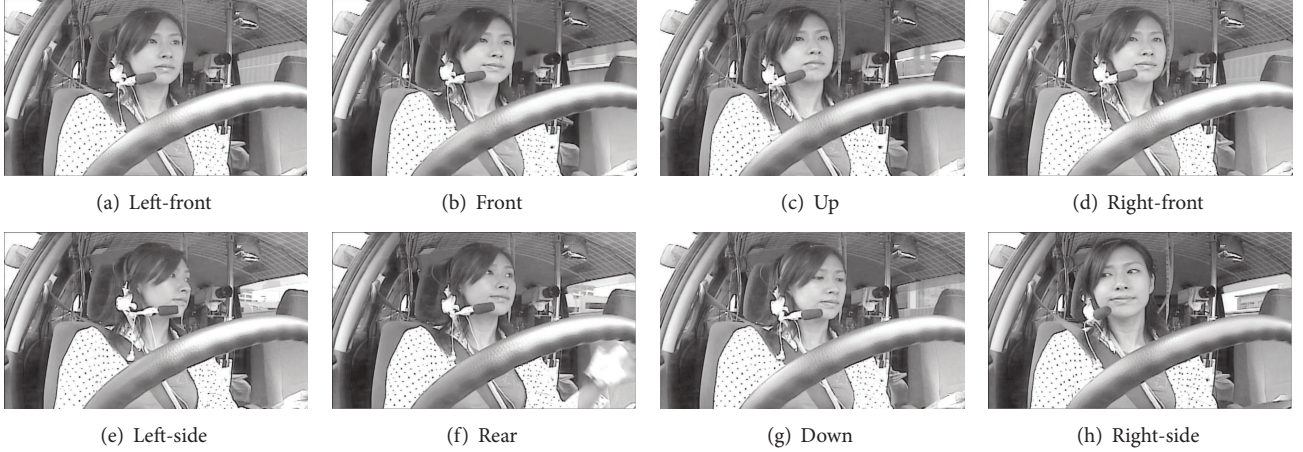 (a) Left-front
(b) Front
(c) Up
(d) Right-front
(e) Left-side
(f) Rear
(g) Down
(h) Right-side